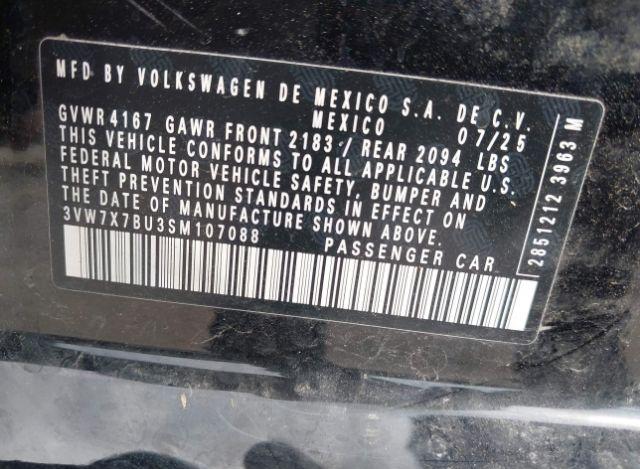 MFD BY VOLKSWAGEN DE MEXICO S.A. DE C.V.
MEXICO 07/25
GVWR 4167 GAWR FRONT 2183 / REAR 2094 LBS
THIS VEHICLE CONFORMS TO ALL APPLICABLE U.S.
FEDERAL MOTOR VEHICLE SAFETY, BUMPER AND
THEFT PREVENTION STANDARDS IN EFFECT ON
THE DATE OF MANUFACTURE SHOWN ABOVE.
3VW7X7BU3SM107088 PASSENGER CAR
2851212 3963 M